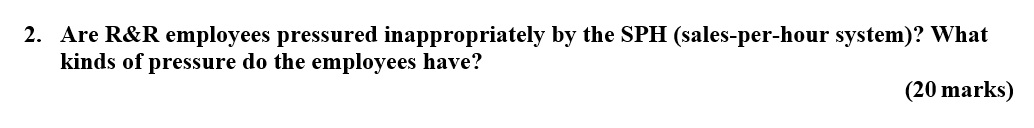 2. Are R&R employees pressured inappropriately by the SPH (sales-per-hour system)? What
kinds of pressure do the employees have?
(20 marks)